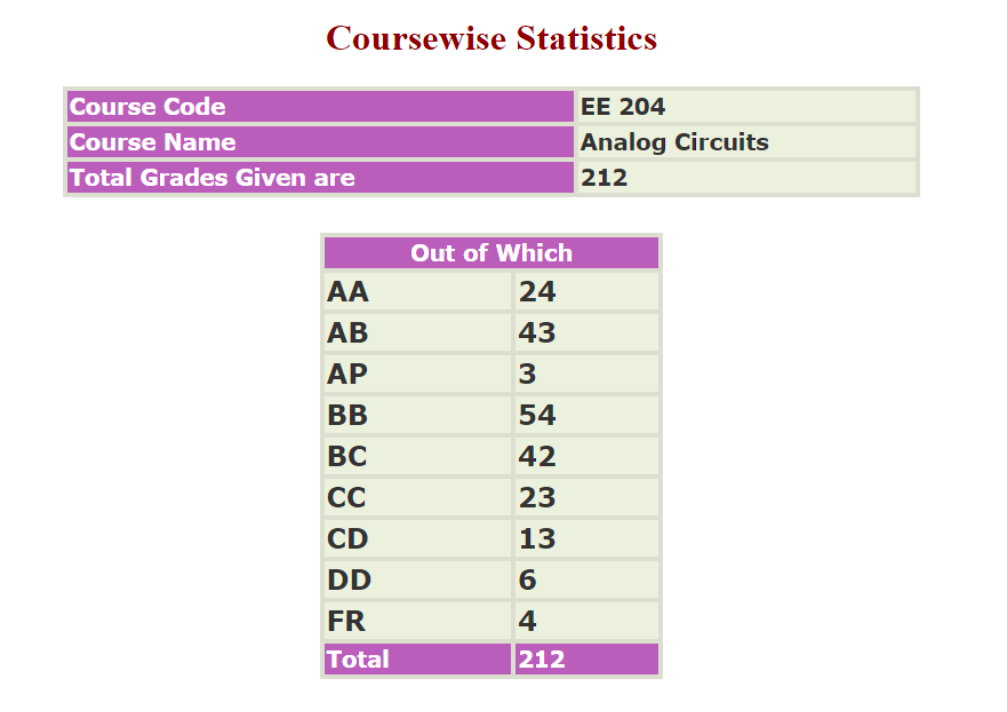 Coursewise Statistics
Course Code EE 204
Course Name Analog Circuits
Total Grades Given are 212
Out of Which
AA 24
AB 43
AP 3
BB 54
BC 42
CC 23
CD 13
DD 6
FR 4
Total 212